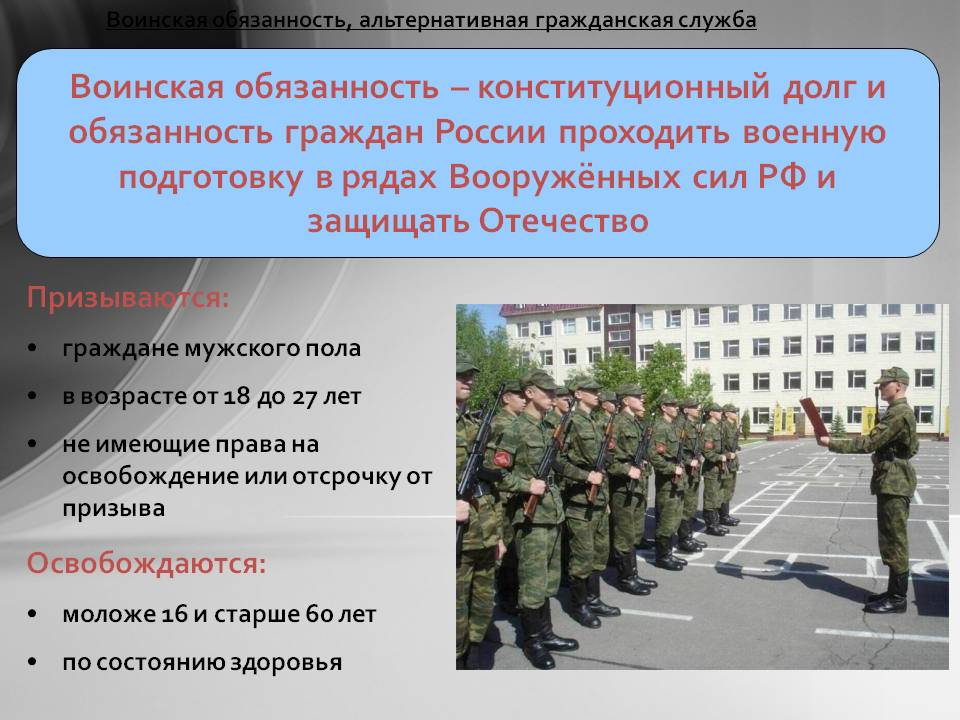 Воинская обязанность, альтернативная гражданская служба
Воинская обязанность – конституционный долг и
обязанность граждан России проходить военную
подготовку в рядах Вооружённых сил РФ и
защищать Отечество
Призываются:
• граждане мужского пола
• в возрасте от 18 до 27 лет
• не имеющие права на
освобождение или отсрочку от
призыва
Освобождаются:
• моложе 16 и старше 60 лет
• по состоянию здоровья